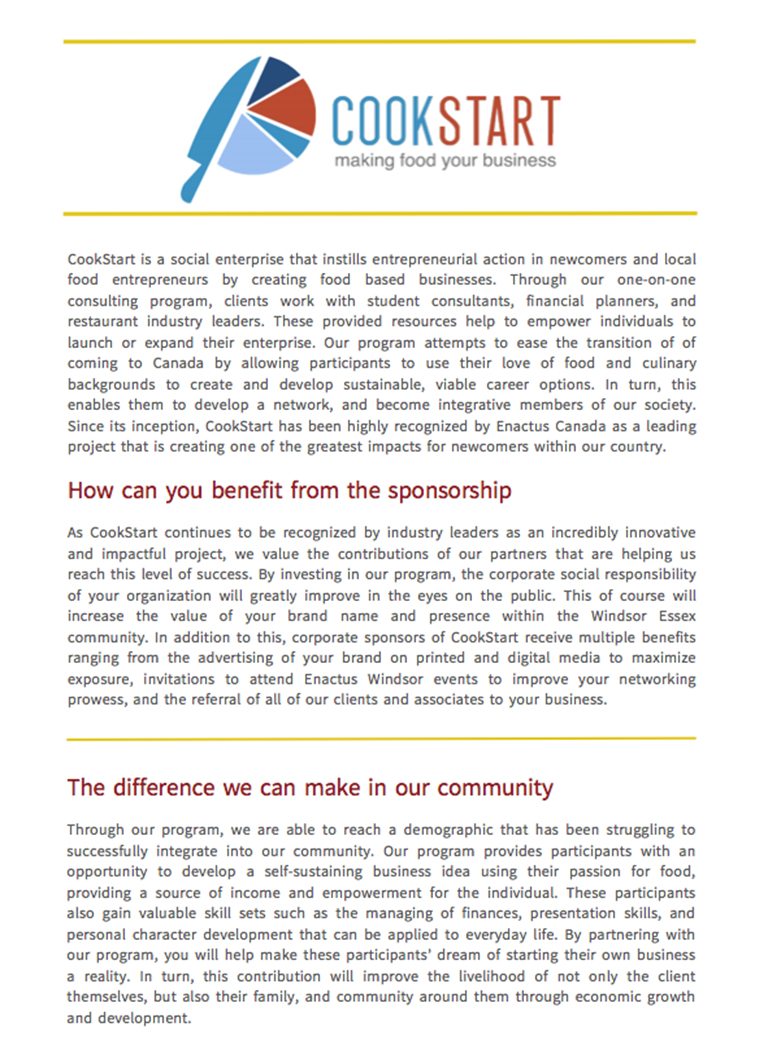 COOKSTART
making food your business
CookStart is a social enterprise that instills entrepreneurial action in newcomers and local
food entrepreneurs by creating food based businesses. Through our one-on-one
consulting program, clients work with student consultants, financial planners, and
restaurant industry leaders. These provided resources help to empower individuals to
launch or expand their enterprise. Our program attempts to ease the transition of of
coming to Canada by allowing participants to use their love of food and culinary
backgrounds to create and develop sustainable, viable career options. In turn, this
enables them to develop a network, and become integrative members of our society.
Since its inception, CookStart has been highly recognized by Enactus Canada as a leading
project that is creating one of the greatest impacts for newcomers within our country.
How can you benefit from the sponsorship
As CookStart continues to be recognized by industry leaders as an incredibly innovative
and impactful project, we value the contributions of our partners that are helping us
reach this level of success. By investing in our program, the corporate social responsibility
of your organization will greatly improve in the eyes on the public. This of course will
increase the value of your brand name and presence within the Windsor Essex
community. In addition to this, corporate sponsors of CookStart receive multiple benefits
ranging from the advertising of your brand on printed and digital media to maximize
exposure, invitations to attend Enactus Windsor events to improve your networking
prowess, and the referral of all of our clients and associates to your business.
The difference we can make in our community
Through our program, we are able to reach a demographic that has been struggling to
successfully integrate into our community. Our program provides participants with an
opportunity to develop a self-sustaining business idea using their passion for food,
providing a source of income and empowerment for the individual. These participants
also gain valuable skill sets such as the managing of finances, presentation skills, and
personal character development that can be applied to everyday life. By partnering with
our program, you will help make these participants’ dream of starting their own business
a reality. In turn, this contribution will improve the livelihood of not only the client
themselves, but also their family, and community around them through economic growth
and development.